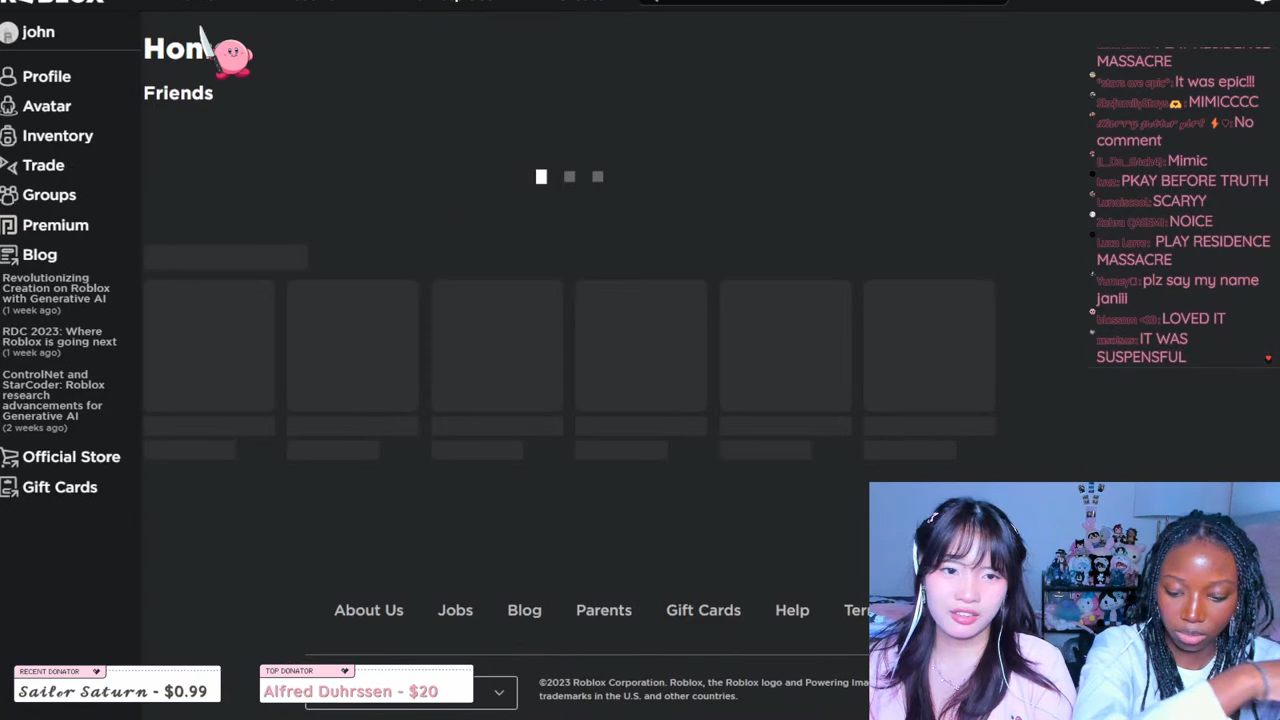 john
Hom
Friends
Profile
Avatar
Inventory
Trade
Groups
Premium
Blog
Revolutionizing
Creation on Roblox
with Generative AI
(1 week ago)
RDC 2023: Where
Roblox is going next
(1 week ago)
ControlNet and
StarCoder: Roblox
research
advancements for
Generative AI
(2 weeks ago)
Official Store
Gift Cards
MASSACRE
It was epic!!!
MIMICCCC
No
comment
Mimic
PKAY BEFORE TRUTH
SCARYY
NOICE
PLAY RESIDENCE
MASSACRE
plz say my name
janiii
LOVED IT
IT WAS
SUSPENSFUL
About Us
Jobs
Blog
Parents
Gift Cards
Help
Ter
©2023 Roblox Corporation. Roblox, the Roblox logo and Powering Ima
trademarks in the U.S. and other countries.
RECENT DONATOR
Sailor Saturn - $0.99
TOP DONATOR
Alfred Duhrssen - $20